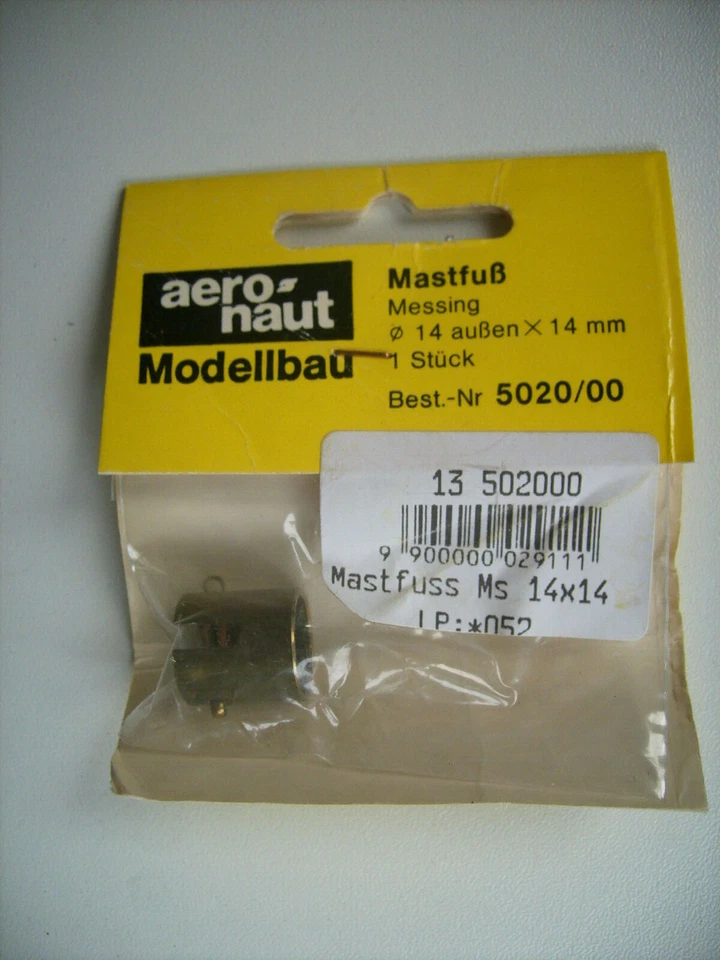 aero-
naut
Modellbau
Mastfuß
Messing
ø 14 außen × 14 mm
1 Stück
Best.-Nr 5020/00
13 502000
9 900000 029111
Mastfuss Ms 14x14
LP:*052